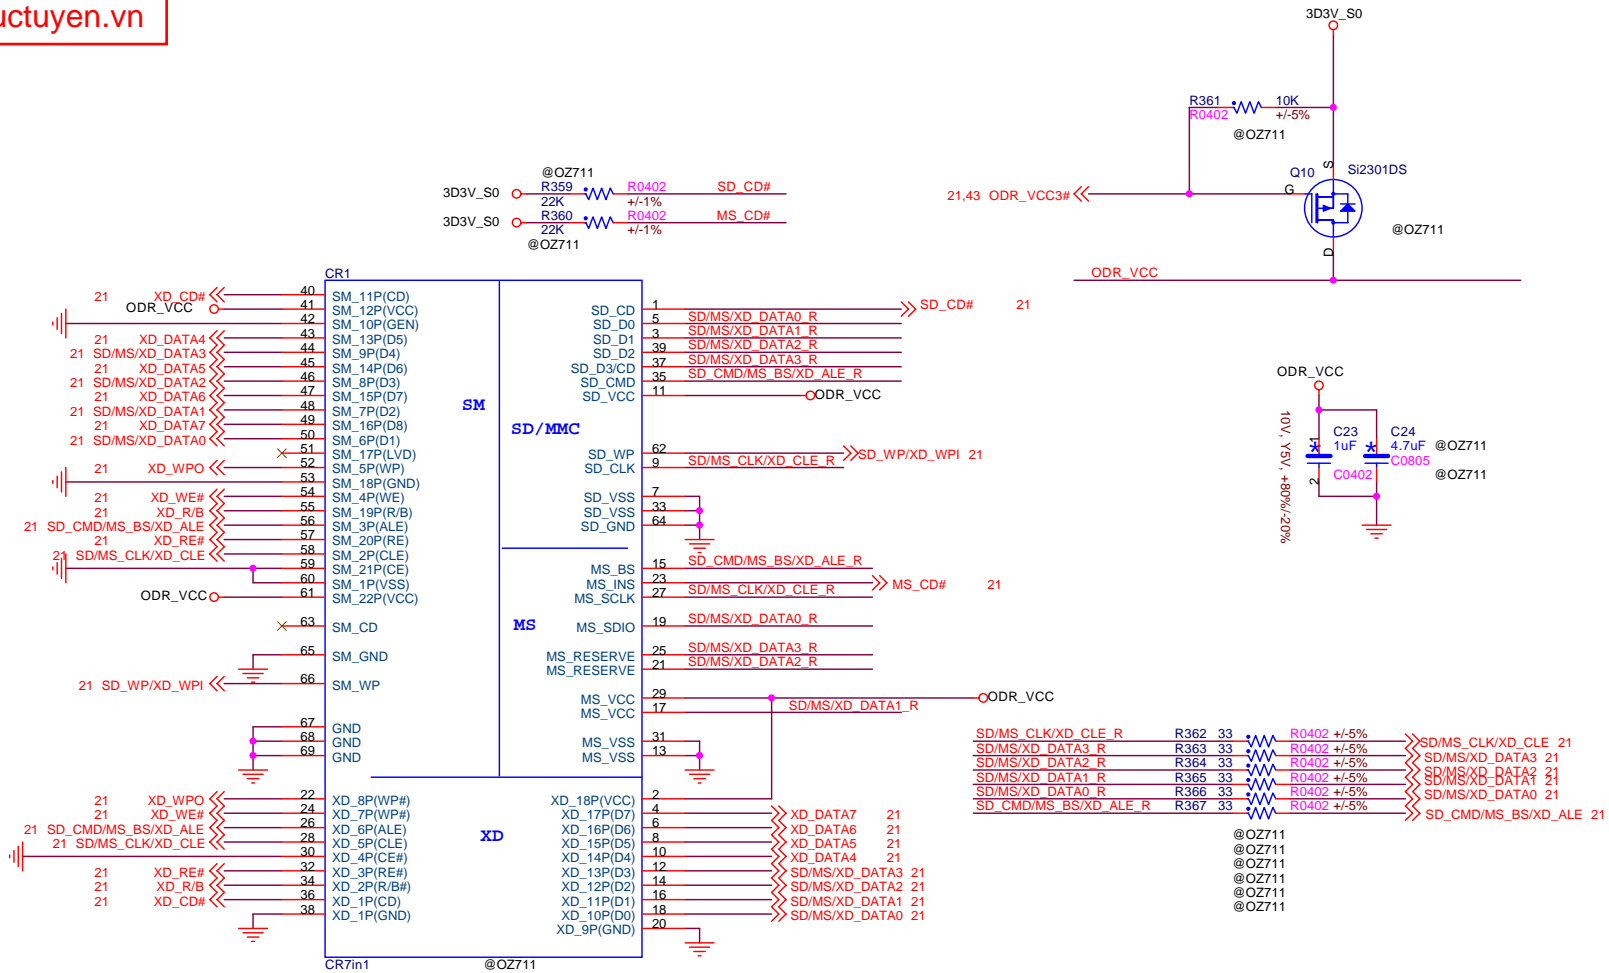 uctuyen.vn
3D3V_S0
R361 10K
R0402 +/-5%
@OZ711
S
Q10 Si2301DS
G
21,43 ODR_VCC3#
@OZ711
D
ODR_VCC
@OZ711
3D3V_S0 R359 R0402 SD_CD#
22K +/-1%
3D3V_S0 R360 R0402 MS_CD#
22K +/-1%
@OZ711
CR1
21 XD_CD# 40 SM_11P(CD)
ODR_VCC 41 SM_12P(VCC)
42 SM_10P(GEN)
21 XD_DATA4 43 SM_13P(D5)
21 SD/MS/XD_DATA3 44 SM_9P(D4)
21 XD_DATA5 45 SM_14P(D6)
21 SD/MS/XD_DATA2 46 SM_8P(D3)
21 XD_DATA6 47 SM_15P(D7)
21 SD/MS/XD_DATA1 48 SM_7P(D2)
21 XD_DATA7 49 SM_16P(D8)
21 SD/MS/XD_DATA0 50 SM_6P(D1)
51 SM_17P(LVD)
21 XD_WPO 52 SM_5P(WP)
53 SM_18P(GND)
21 XD_WE# 54 SM_4P(WE)
21 XD_R/B 55 SM_19P(R/B)
21 SD_CMD/MS_BS/XD_ALE 56 SM_3P(ALE)
21 XD_RE# 57 SM_20P(RE)
21 SD/MS_CLK/XD_CLE 58 SM_2P(CLE)
59 SM_21P(CE)
60 SM_1P(VSS)
ODR_VCC 61 SM_22P(VCC)
63 SM_CD
65 SM_GND
21 SD_WP/XD_WPI 66 SM_WP
67 GND
68 GND
69 GND
21 XD_WPO 22 XD_8P(WP#)
21 XD_WE# 24 XD_7P(WP#)
21 SD_CMD/MS_BS/XD_ALE 26 XD_6P(ALE)
21 SD/MS_CLK/XD_CLE 28 XD_5P(CLE)
30 XD_4P(CE#)
21 XD_RE# 32 XD_3P(RE#)
21 XD_R/B 34 XD_2P(R/B#)
21 XD_CD# 36 XD_1P(CD)
38 XD_1P(GND)
SM
SD/MMC
MS
XD
SD_CD 1 SD_CD# 21
SD_D0 5 SD/MS/XD_DATA0_R
SD_D1 3 SD/MS/XD_DATA1_R
SD_D2 39 SD/MS/XD_DATA2_R
SD_D3/CD 37 SD/MS/XD_DATA3_R
SD_CMD 35 SD_CMD/MS_BS/XD_ALE_R
SD_VCC 11 ODR_VCC
SD_WP 62 SD_WP/XD_WPI 21
SD_CLK 9 SD/MS_CLK/XD_CLE_R
SD_VSS 7
SD_VSS 33
SD_GND 64
MS_BS 15 SD_CMD/MS_BS/XD_ALE_R
MS_INS 23 MS_CD# 21
MS_SCLK 27 SD/MS_CLK/XD_CLE_R
MS_SDIO 19 SD/MS/XD_DATA0_R
MS_RESERVE 25 SD/MS/XD_DATA3_R
MS_RESERVE 21 SD/MS/XD_DATA2_R
MS_VCC 29 ODR_VCC
MS_VCC 17 SD/MS/XD_DATA1_R
MS_VSS 31
MS_VSS 13
XD_18P(VCC) 2
XD_17P(D7) 4 XD_DATA7 21
XD_16P(D6) 6 XD_DATA6 21
XD_15P(D5) 8 XD_DATA5 21
XD_14P(D4) 10 XD_DATA4 21
XD_13P(D3) 12 SD/MS/XD_DATA3 21
XD_12P(D2) 14 SD/MS/XD_DATA2 21
XD_11P(D1) 16 SD/MS/XD_DATA1 21
XD_10P(D0) 18 SD/MS/XD_DATA0 21
XD_9P(GND) 20
CR7in1 @OZ711
ODR_VCC
10V, Y5V, +80%/-20%
1 C23 C24
1uF 4.7uF @OZ711
C0805
2 C0402 @OZ711
SD/MS_CLK/XD_CLE_R R362 33 R0402 +/-5% SD/MS_CLK/XD_CLE 21
SD/MS/XD_DATA3_R R363 33 R0402 +/-5% SD/MS/XD_DATA3 21
SD/MS/XD_DATA2_R R364 33 R0402 +/-5% SD/MS/XD_DATA2 21
SD/MS/XD_DATA1_R R365 33 R0402 +/-5% SD/MS/XD_DATA1 21
SD/MS/XD_DATA0_R R366 33 R0402 +/-5% SD/MS/XD_DATA0 21
SD_CMD/MS_BS/XD_ALE_R R367 33 R0402 +/-5% SD_CMD/MS_BS/XD_ALE 21
@OZ711
@OZ711
@OZ711
@OZ711
@OZ711
@OZ711